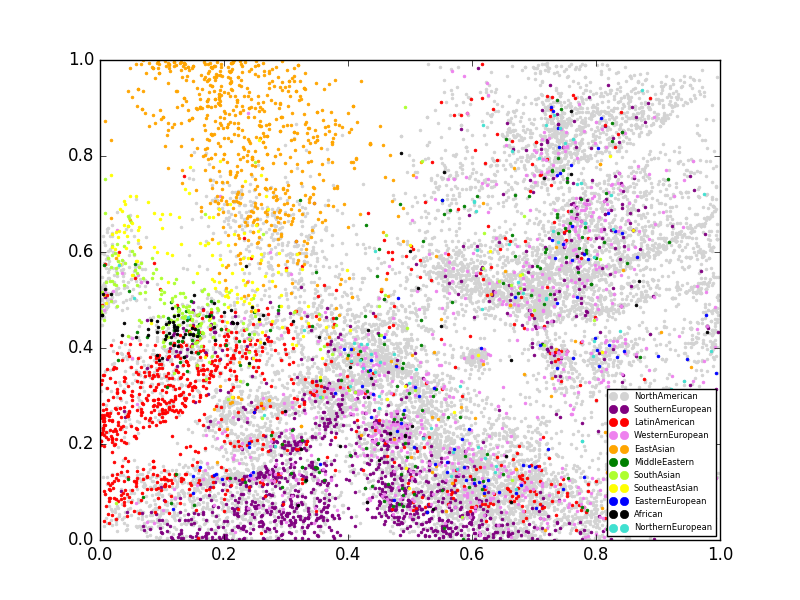 1.0
0.8
0.6
0.4
0.2
0.0
NorthAmerican
SouthernEuropean
LatinAmerican
WesternEuropean
EastAsian
MiddleEastern
SouthAsian
SoutheastAsian
EasternEuropean
African
NorthernEuropean
0.0 0.2 0.4 0.6 0.8 1.0